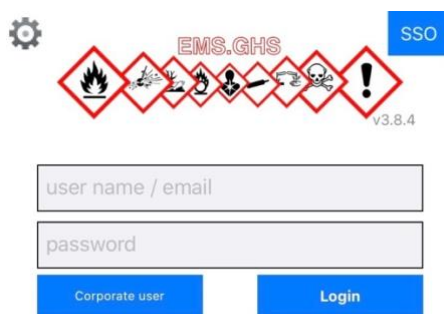 SSO
EMS.GHS
v3.8.4
user name / email
password
Corporate user
Login